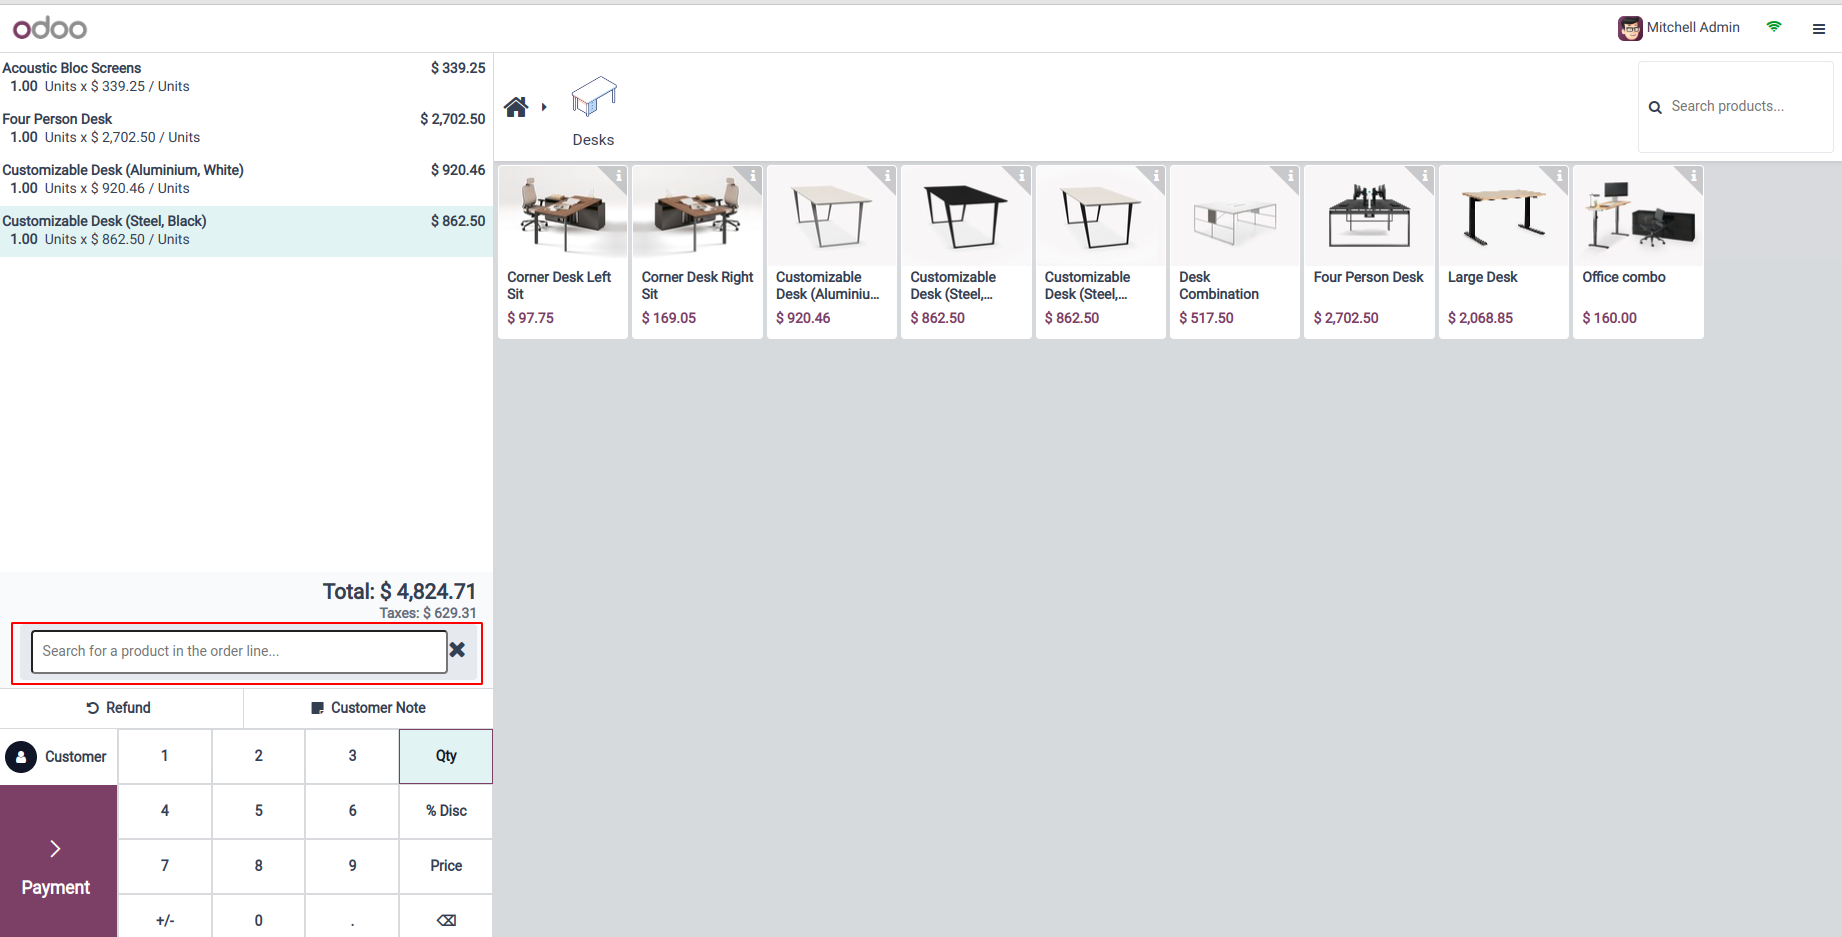 odoo
Mitchell Admin
Acoustic Bloc Screens $ 339.25
1.00 Units x $ 339.25 / Units
Four Person Desk $ 2,702.50
1.00 Units x $ 2,702.50 / Units
Customizable Desk (Aluminium, White) $ 920.46
1.00 Units x $ 920.46 / Units
Customizable Desk (Steel, Black) $ 862.50
1.00 Units x $ 862.50 / Units
Total: $ 4,824.71
Taxes: $ 629.31
Search for a product in the order line...
Refund Customer Note
Customer 1 2 3 Qty
4 5 6 % Disc
7 8 9 Price
Payment
+/- 0 .
Desks
Search products...
Corner Desk Left
Sit
$ 97.75
Corner Desk Right
Sit
$ 169.05
Customizable
Desk (Aluminiu...
$ 920.46
Customizable
Desk (Steel,...
$ 862.50
Customizable
Desk (Steel,...
$ 862.50
Desk
Combination
$ 517.50
Four Person Desk
$ 2,702.50
Large Desk
$ 2,068.85
Office combo
$ 160.00